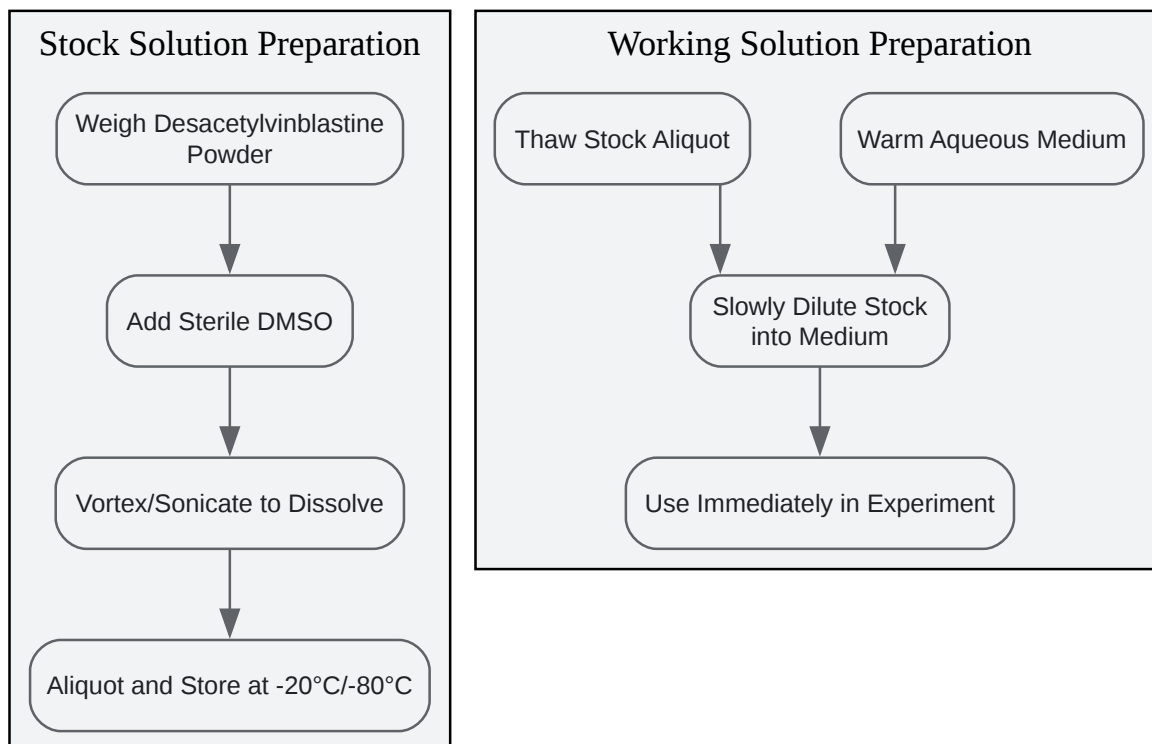 Stock Solution Preparation
Weigh Desacetylvinblastine
Powder
Add Sterile DMSO
Vortex/Sonicate to Dissolve
Aliquot and Store at -20°C/-80°C
Working Solution Preparation
Thaw Stock Aliquot
Warm Aqueous Medium
Slowly Dilute Stock
into Medium
Use Immediately in Experiment